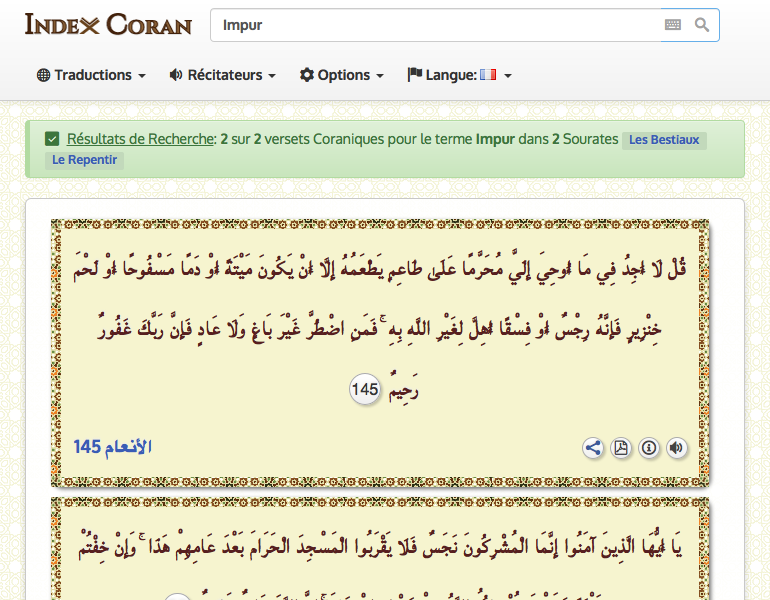 INDEX CORAN
Impur
Traductions Récitateurs Options Langue:
Résultats de Recherche: 2 sur 2 versets Coraniques pour le terme Impur dans 2 Sourates Les Bestiaux
Le Repentir
قُلْ لَا أَجِدُ فِي مَا أُوحِيَ إِلَيَّ مُحَرَّمًا عَلَىٰ طَاعِمٍ يَطْعَمُهُ إِلَّا أَنْ يَكُونَ مَيْتَةً أَوْ دَمًا مَسْفُوحًا أَوْ لَحْمَ
خِنْزِيرٍ فَإِنَّهُ رِجْسٌ أَوْ فِسْقًا أُهِلَّ لِغَيْرِ اللَّهِ بِهِ ۚ فَمَنِ اضْطُرَّ غَيْرَ بَاغٍ وَلَا عَادٍ فَإِنَّ رَبَّكَ غَفُورٌ
رَحِيمٌ 145
الأنعام 145
يَا أَيُّهَا الَّذِينَ آمَنُوا إِنَّمَا الْمُشْرِكُونَ نَجَسٌ فَلَا يَقْرَبُوا الْمَسْجِدَ الْحَرَامَ بَعْدَ عَامِهِمْ هَٰذَا ۚ وَإِنْ خِفْتُمْ